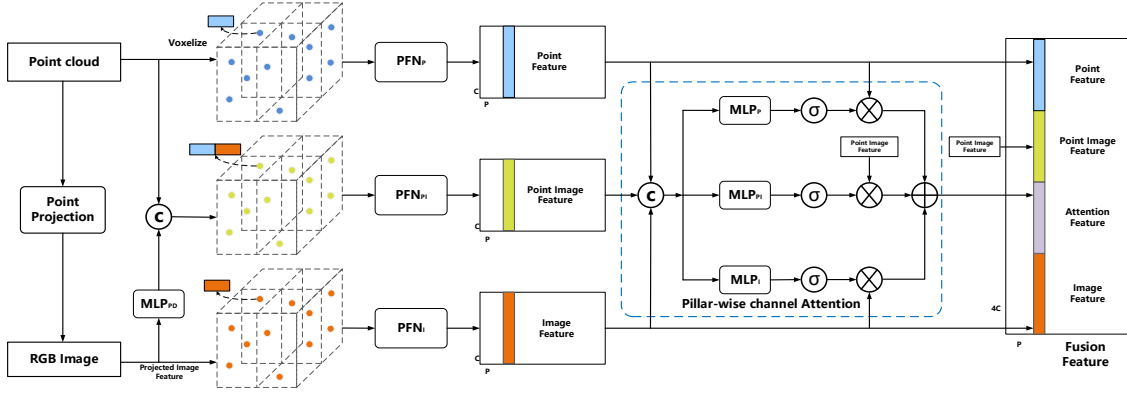 Point cloud
Voxelize
PFNP
Point
Feature
C
P
Point
Projection
C
MLPPD
RGB Image
Projected Image
Feature
PFNPI
Point Image
Feature
C
P
PFNI
Image
Feature
C
P
C
MLPP
σ
Point Image Feature
MLPPI
σ
MLPI
σ
Pillar-wise channel Attention
Point Image
Feature
Point
Feature
Point Image
Feature
Attention
Feature
Image
Feature
4C
P
Fusion
Feature